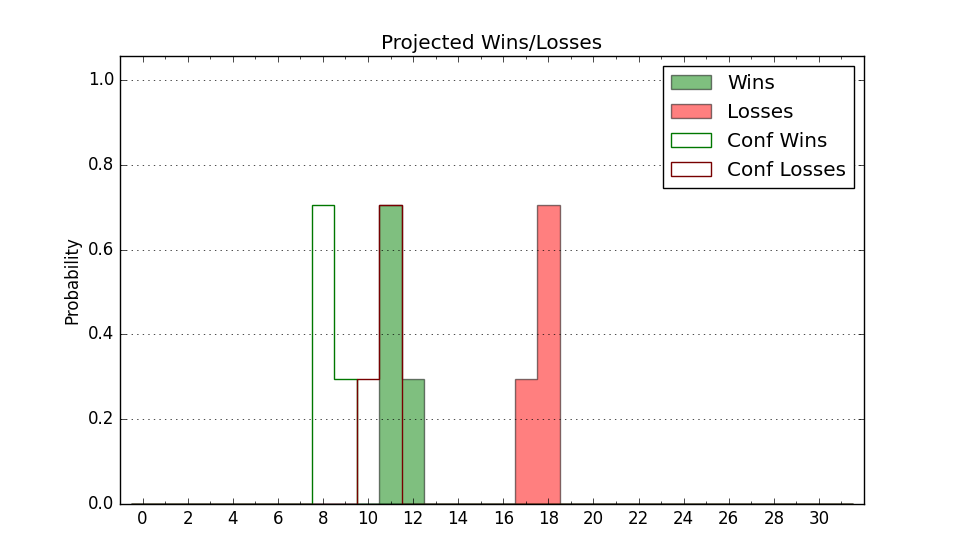 Projected Wins/Losses
Wins
Losses
Conf Wins
Conf Losses
Probability
1.0
0.8
0.6
0.4
0.2
0.0
0 2 4 6 8 10 12 14 16 18 20 22 24 26 28 30